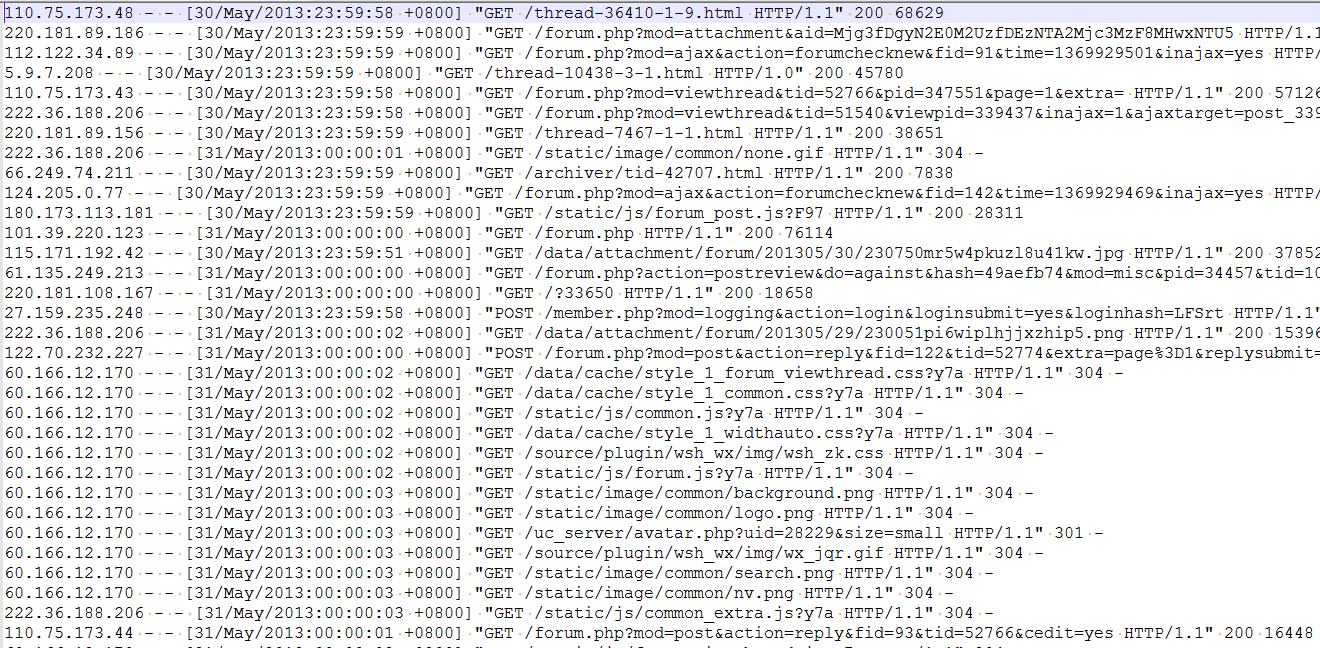 110.75.173.48 - - [30/May/2013:23:59:58 +0800] "GET /thread-36410-1-9.html HTTP/1.1" 200 68629
220.181.89.186 - - [30/May/2013:23:59:59 +0800] "GET /forum.php?mod=attachment&aid=Mjg3fDgyN2E0M2UzfDEzNTA2Mjc3MzF8MHwxNTU5 HTTP/1.1
112.122.34.89 - - [30/May/2013:23:59:59 +0800] "GET /forum.php?mod=ajax&action=forumchecknew&fid=91&time=1369929501&inajax=yes HTTP/
5.9.7.208 - - [30/May/2013:23:59:59 +0800] "GET /thread-10438-3-1.html HTTP/1.0" 200 45780
110.75.173.43 - - [30/May/2013:23:59:58 +0800] "GET /forum.php?mod=viewthread&tid=52766&pid=347551&page=1&extra= HTTP/1.1" 200 57126
222.36.188.206 - - [30/May/2013:23:59:58 +0800] "GET /forum.php?mod=viewthread&tid=51540&viewpid=339437&inajax=1&ajaxtarget=post_339
220.181.89.156 - - [30/May/2013:23:59:59 +0800] "GET /thread-7467-1-1.html HTTP/1.1" 200 38651
222.36.188.206 - - [31/May/2013:00:00:01 +0800] "GET /static/image/common/none.gif HTTP/1.1" 304 -
66.249.74.211 - - [30/May/2013:23:59:59 +0800] "GET /archiver/tid-42707.html HTTP/1.1" 200 7838
124.205.0.77 - - [30/May/2013:23:59:59 +0800] "GET /forum.php?mod=ajax&action=forumchecknew&fid=142&time=1369929469&inajax=yes HTTP/
180.173.113.181 - - [30/May/2013:23:59:59 +0800] "GET /static/js/forum_post.js?F97 HTTP/1.1" 200 28311
101.39.220.123 - - [31/May/2013:00:00:00 +0800] "GET /forum.php HTTP/1.1" 200 76114
115.171.192.42 - - [30/May/2013:23:59:51 +0800] "GET /data/attachment/forum/201305/30/230750mr5w4pkuzl8u41kw.jpg HTTP/1.1" 200 37852
61.135.249.213 - - [31/May/2013:00:00:00 +0800] "GET /forum.php?action=postreview&do=against&hash=49aefb74&mod=misc&pid=34457&tid=10
220.181.108.167 - - [31/May/2013:00:00:00 +0800] "GET /?33650 HTTP/1.1" 200 18658
27.159.235.248 - - [30/May/2013:23:59:58 +0800] "POST /member.php?mod=logging&action=login&loginsubmit=yes&loginhash=LFSrt HTTP/1.1"
222.36.188.206 - - [31/May/2013:00:00:02 +0800] "GET /data/attachment/forum/201305/29/230051pi6wiplhjjxzhip5.png HTTP/1.1" 200 15396
122.70.232.227 - - [31/May/2013:00:00:00 +0800] "POST /forum.php?mod=post&action=reply&fid=122&tid=52774&extra=page%3D1&replysubmit=
60.166.12.170 - - [31/May/2013:00:00:02 +0800] "GET /data/cache/style_1_forum_viewthread.css?y7a HTTP/1.1" 304 -
60.166.12.170 - - [31/May/2013:00:00:02 +0800] "GET /data/cache/style_1_common.css?y7a HTTP/1.1" 304 -
60.166.12.170 - - [31/May/2013:00:00:02 +0800] "GET /static/js/common.js?y7a HTTP/1.1" 304 -
60.166.12.170 - - [31/May/2013:00:00:02 +0800] "GET /data/cache/style_1_widthauto.css?y7a HTTP/1.1" 304 -
60.166.12.170 - - [31/May/2013:00:00:02 +0800] "GET /source/plugin/wsh_wx/img/wsh_zk.css HTTP/1.1" 304 -
60.166.12.170 - - [31/May/2013:00:00:02 +0800] "GET /static/js/forum.js?y7a HTTP/1.1" 304 -
60.166.12.170 - - [31/May/2013:00:00:03 +0800] "GET /static/image/common/background.png HTTP/1.1" 304 -
60.166.12.170 - - [31/May/2013:00:00:03 +0800] "GET /static/image/common/logo.png HTTP/1.1" 304 -
60.166.12.170 - - [31/May/2013:00:00:03 +0800] "GET /uc_server/avatar.php?uid=28229&size=small HTTP/1.1" 301 -
60.166.12.170 - - [31/May/2013:00:00:03 +0800] "GET /source/plugin/wsh_wx/img/wx_jqr.gif HTTP/1.1" 304 -
60.166.12.170 - - [31/May/2013:00:00:03 +0800] "GET /static/image/common/search.png HTTP/1.1" 304 -
60.166.12.170 - - [31/May/2013:00:00:03 +0800] "GET /static/image/common/nv.png HTTP/1.1" 304 -
222.36.188.206 - - [31/May/2013:00:00:03 +0800] "GET /static/js/common_extra.js?y7a HTTP/1.1" 304 -
110.75.173.44 - - [31/May/2013:00:00:01 +0800] "GET /forum.php?mod=post&action=reply&fid=93&tid=52766&cedit=yes HTTP/1.1" 200 16448